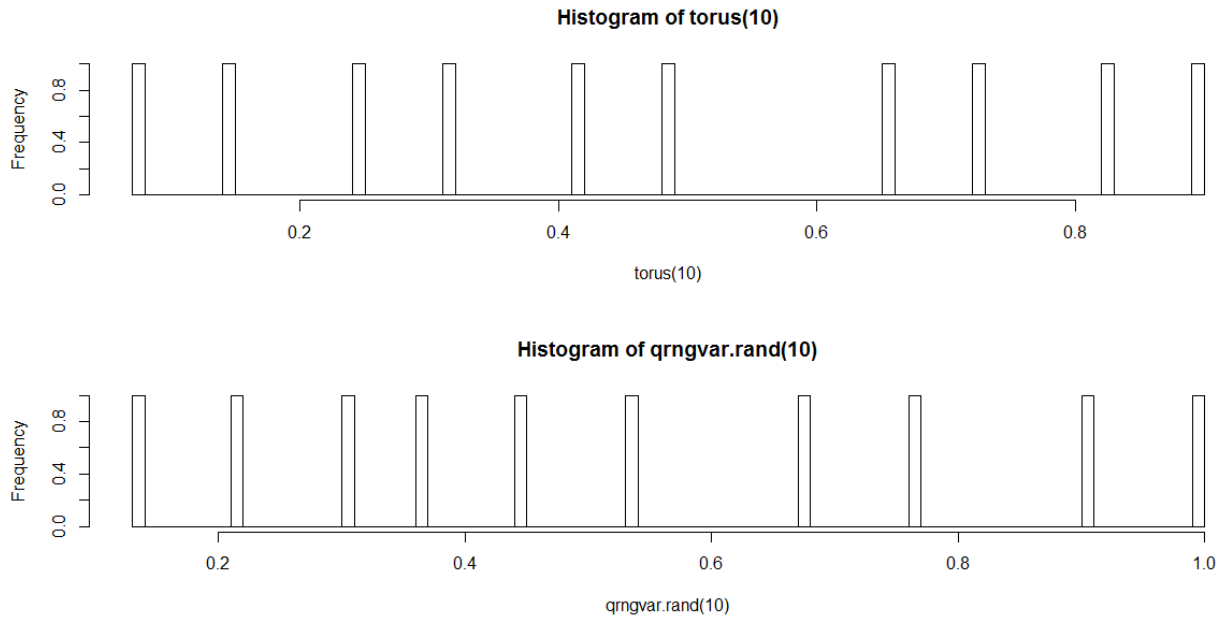 Histogram of torus(10)
Frequency
0.0 0.4 0.8
0.2 0.4 0.6 0.8
torus(10)
Histogram of qrngvar.rand(10)
Frequency
0.0 0.4 0.8
0.2 0.4 0.6 0.8 1.0
qrngvar.rand(10)